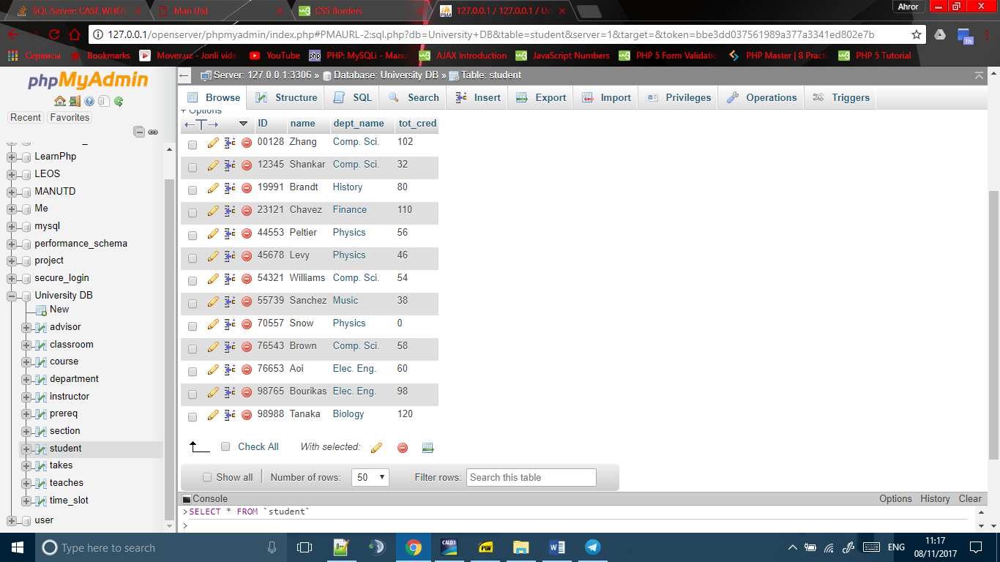 SQL Server: CASE WHEN
Man Utd
CSS Borders
127.0.0.1 / 127.0.0.1 / Un
Ahror
127.0.0.1/openserver/phpmyadmin/index.php#PMAURL-2:sql.php?db=University+DB&table=student&server=1&target=&token=bbe3dd037561989a377a3341ed802e7b
1h
Сервисы
Bookmarks
Mover.uz - Jonli vide
YouTube
PHP: MySQLi - Manu
AJAX Introduction
JavaScript Numbers
PHP 5 Form Validatio
PHP Master | 8 Practi
PHP 5 Tutorial
phpMyAdmin
Recent Favorites
LearnPhp
LEOS
MANUTD
Me
mysql
performance_schema
project
secure_login
University DB
New
advisor
classroom
course
department
instructor
prereq
section
student
takes
teaches
time_slot
user
Server: 127.0.0.1:3306 » Database: University DB » Table: student
Browse Structure SQL Search Insert Export Import Privileges Operations Triggers
+ Options
ID name dept_name tot_cred
00128 Zhang Comp. Sci. 102
12345 Shankar Comp. Sci. 32
19991 Brandt History 80
23121 Chavez Finance 110
44553 Peltier Physics 56
45678 Levy Physics 46
54321 Williams Comp. Sci. 54
55739 Sanchez Music 38
70557 Snow Physics 0
76543 Brown Comp. Sci. 58
76653 Aoi Elec. Eng. 60
98765 Bourikas Elec. Eng. 98
98988 Tanaka Biology 120
Check All With selected:
Show all Number of rows: 50 Filter rows: Search this table
Console Options History Clear
>SELECT * FROM `student`
>
Type here to search
CALD3
PDF
ENG
11:17
08/11/2017